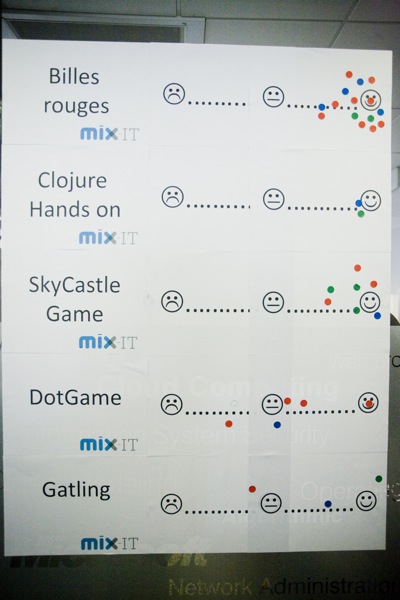 Billes
rouges
mix-IT
Clojure
Hands on
mix-IT
SkyCastle
Game
mix-IT
DotGame
mix-IT
Gatling
mix-IT
Network Administration